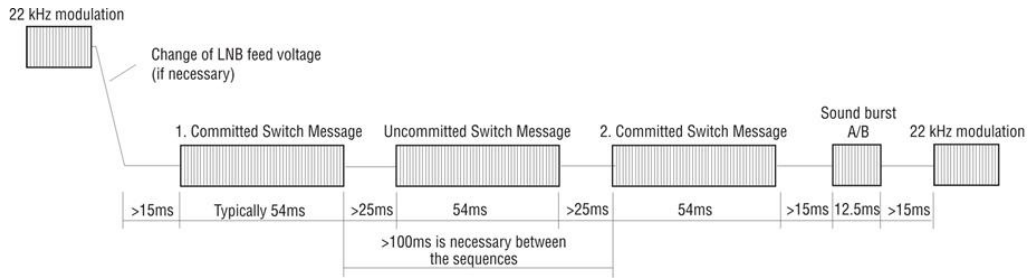 22 kHz modulation
Change of LNB feed voltage
(if necessary)
1. Committed Switch Message
Uncommitted Switch Message
2. Committed Switch Message
Sound burst
A/B
22 kHz modulation
>15ms
Typically 54ms
>25ms
54ms
>25ms
54ms
>15ms
12.5ms
>15ms
>100ms is necessary between
the sequences